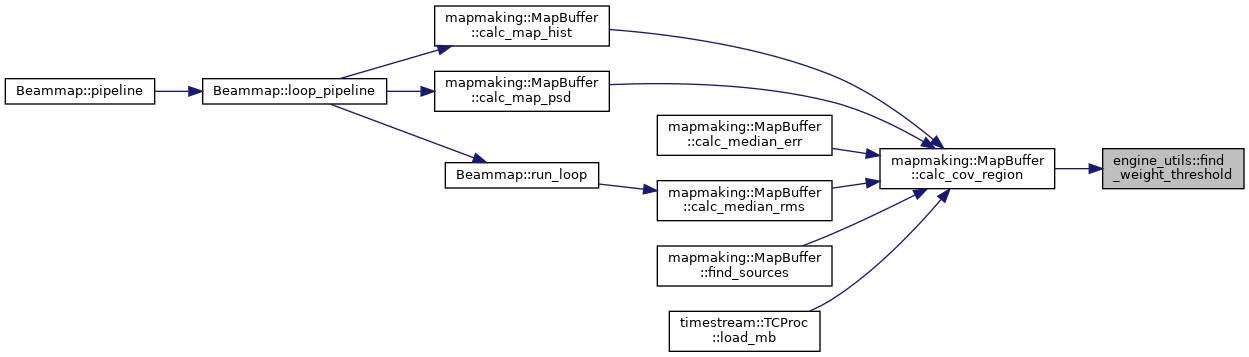 mapmaking::MapBuffer
::calc_map_hist
Beammap::pipeline
Beammap::loop_pipeline
mapmaking::MapBuffer
::calc_map_psd
mapmaking::MapBuffer
::calc_median_err
Beammap::run_loop
mapmaking::MapBuffer
::calc_median_rms
mapmaking::MapBuffer
::calc_cov_region
engine_utils::find
_weight_threshold
mapmaking::MapBuffer
::find_sources
timestream::TCProc
::load_mb